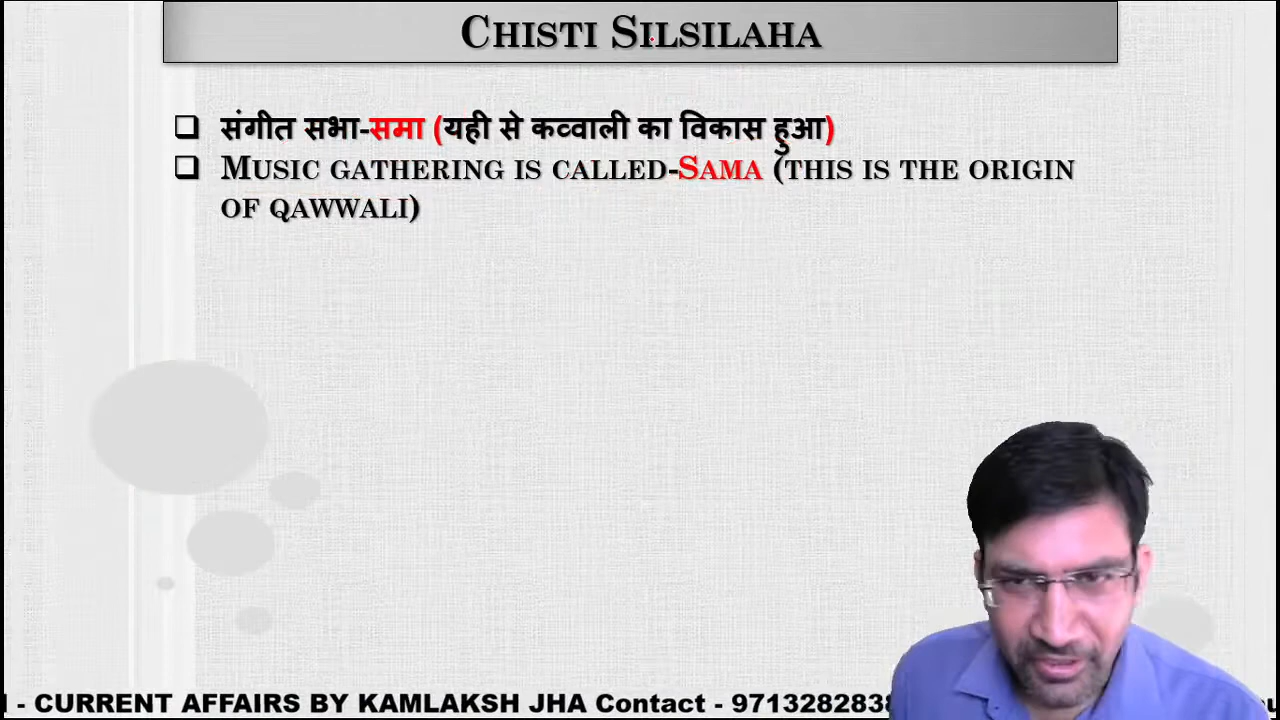 CHISTI SILSILAHA
❑ संगीत सभा-समा (यही से कव्वाली का विकास हुआ)
❑ MUSIC GATHERING IS CALLED-SAMA (THIS IS THE ORIGIN
OF QAWWALI)
- CURRENT AFFAIRS BY KAMLAKSH JHA Contact - 971328283